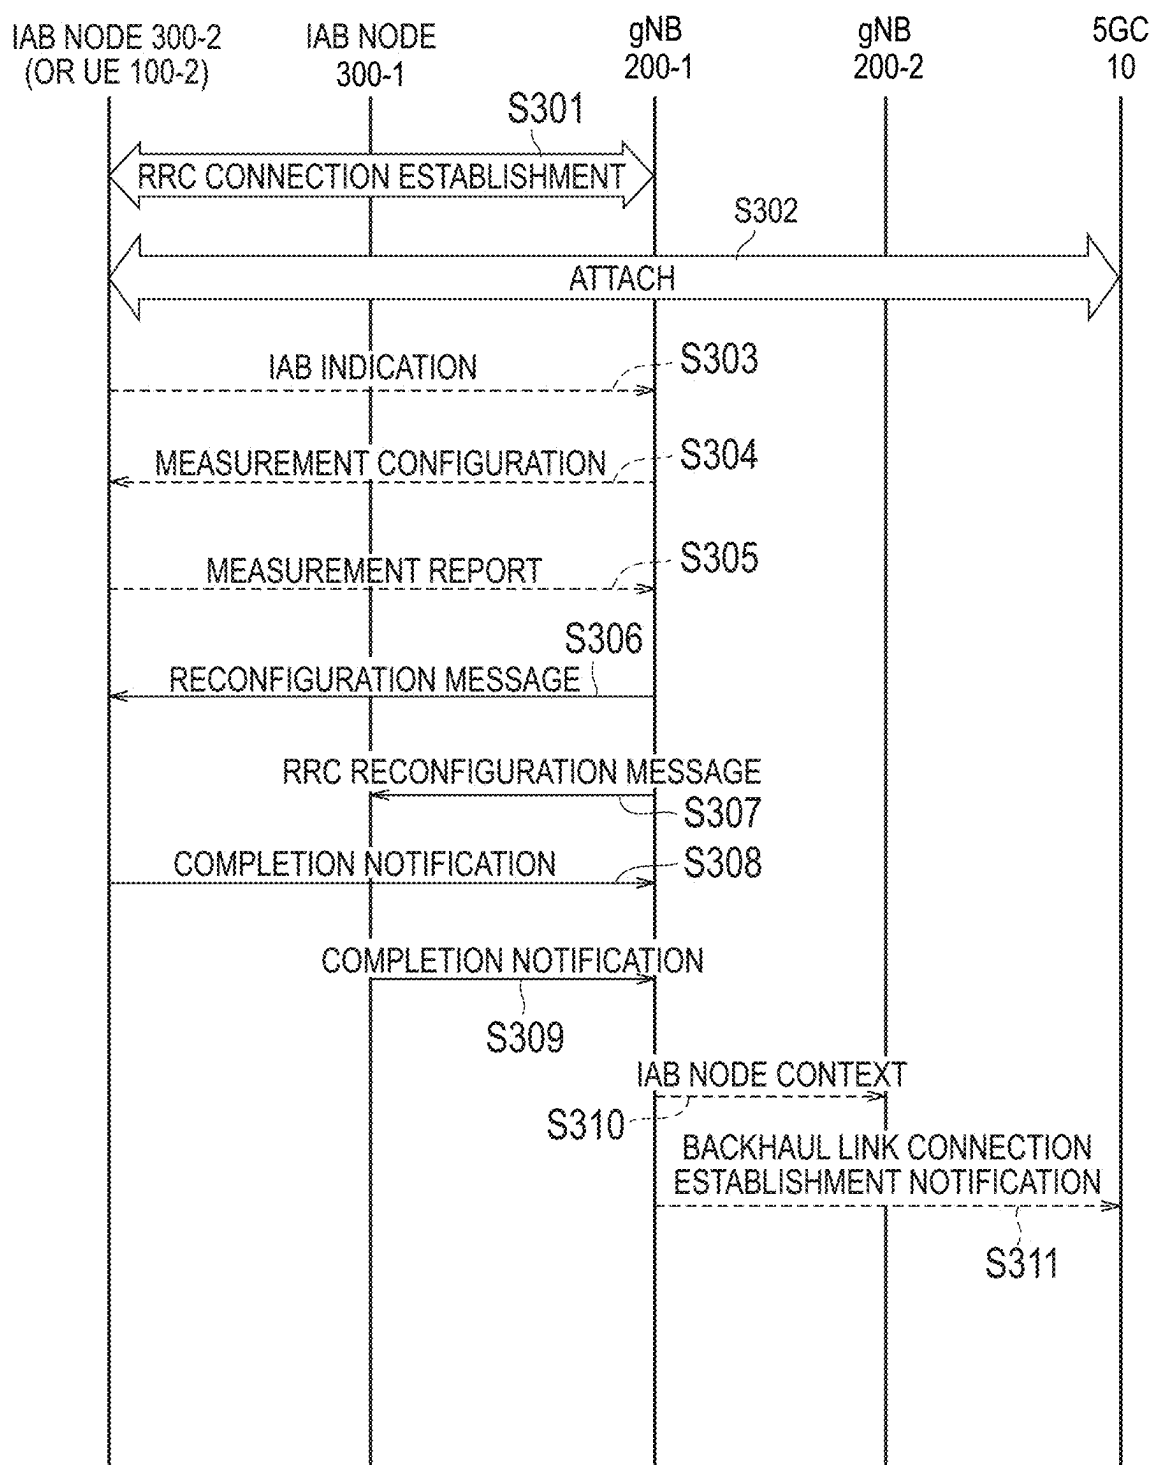 IAB NODE 300-2
(OR UE 100-2)
IAB NODE
300-1
gNB
200-1
gNB
200-2
5GC
10
S301
RRC CONNECTION ESTABLISHMENT
S302
ATTACH
IAB INDICATION
S303
MEASUREMENT CONFIGURATION
S304
MEASUREMENT REPORT
S305
S306
RECONFIGURATION MESSAGE
RRC RECONFIGURATION MESSAGE
S307
COMPLETION NOTIFICATION
S308
COMPLETION NOTIFICATION
S309
IAB NODE CONTEXT
S310
BACKHAUL LINK CONNECTION
ESTABLISHMENT NOTIFICATION
S311